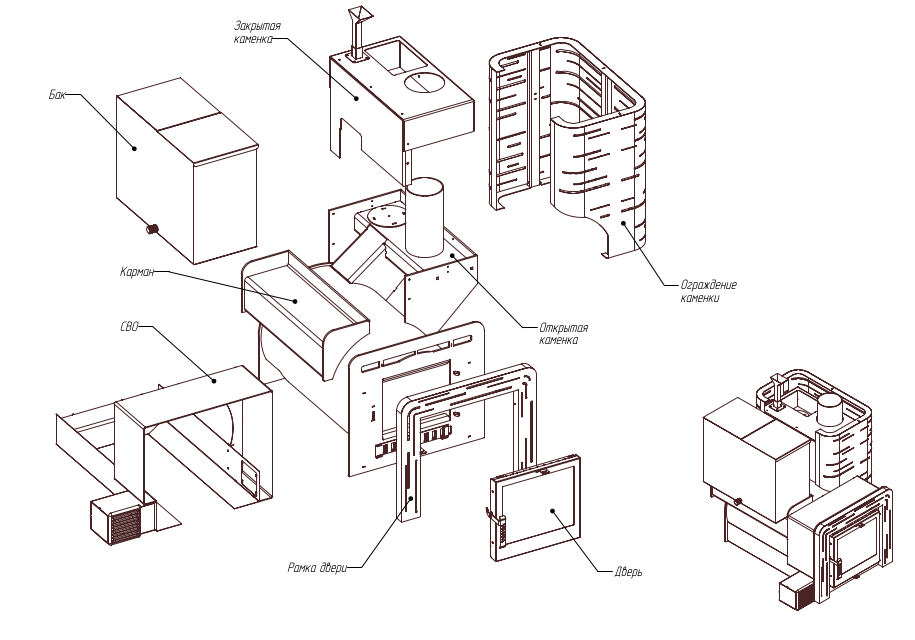 Закрытая
каменка
Бак
Карман
СВО
Ограждение
каменки
Открытая
каменка
Рамка двери
Дверь